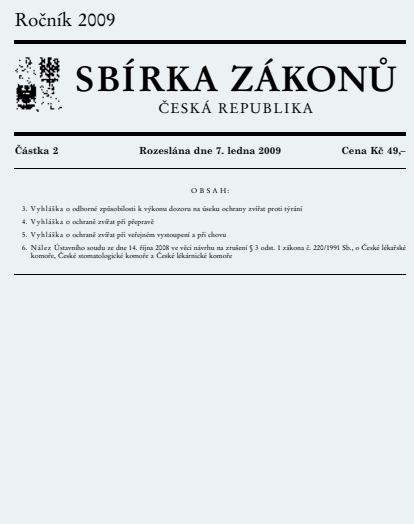 Ročník 2009
SBÍRKA ZÁKONŮ
ČESKÁ REPUBLIKA
Částka 2 Rozeslána dne 7. ledna 2009 Cena Kč 49,–
OBSAH:
3. Vyhláška o odborné způsobilosti k výkonu dozoru na úseku ochrany zvířat proti týrání
4. Vyhláška o ochraně zvířat při přepravě
5. Vyhláška o ochraně zvířat při veřejném vystoupení a při chovu
6. Nález Ústavního soudu ze dne 14. října 2008 ve věci návrhu na zrušení § 3 odst. 1 zákona č. 220/1991 Sb., o České lékařské
komoře, České stomatologické komoře a České lékárnické komoře